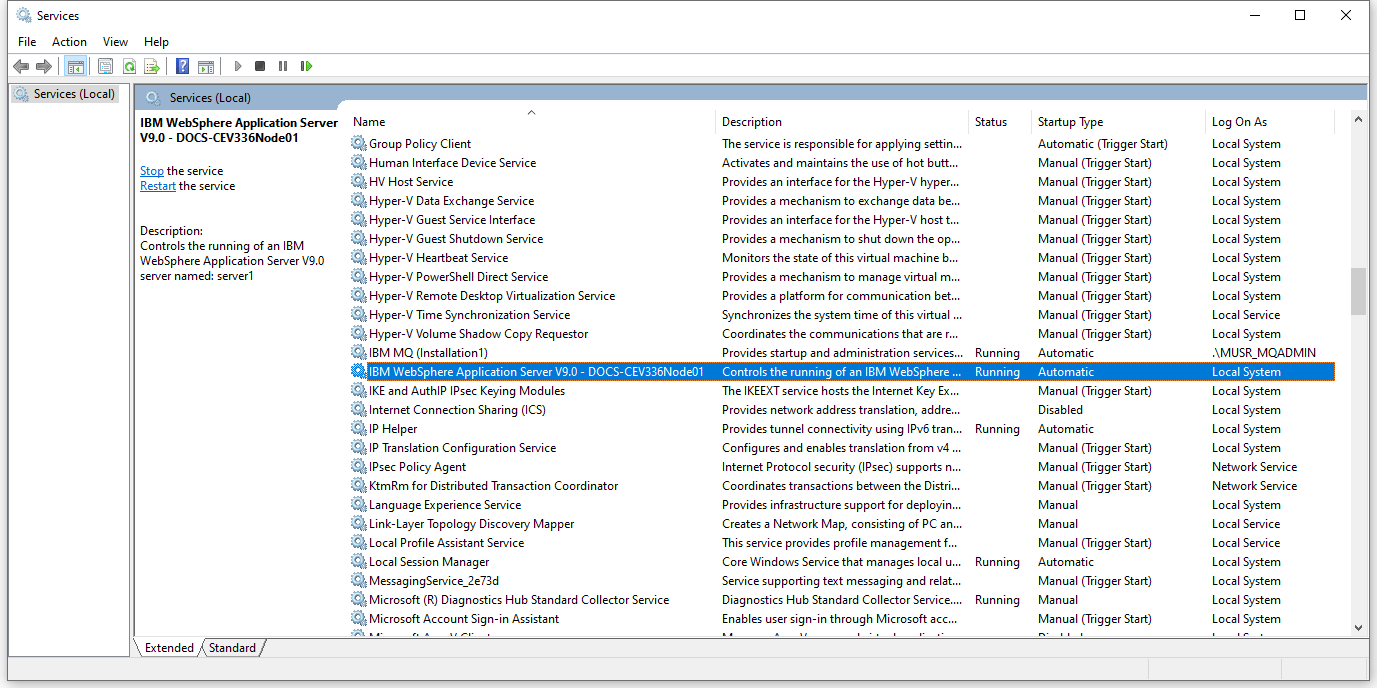 Services
File Action View Help
Services (Local)
Services (Local)
IBM WebSphere Application Server
V9.0 - DOCS-CEV336Node01
Stop the service
Restart the service
Description:
Controls the running of an IBM
WebSphere Application Server V9.0
server named: server1
Name Description Status Startup Type Log On As
Group Policy Client The service is responsible for applying settin... Automatic (Trigger Start) Local System
Human Interface Device Service Activates and maintains the use of hot butt... Manual (Trigger Start) Local System
HV Host Service Provides an interface for the Hyper-V hyper... Manual (Trigger Start) Local System
Hyper-V Data Exchange Service Provides a mechanism to exchange data be... Manual (Trigger Start) Local System
Hyper-V Guest Service Interface Provides an interface for the Hyper-V host t... Manual (Trigger Start) Local System
Hyper-V Guest Shutdown Service Provides a mechanism to shut down the op... Manual (Trigger Start) Local System
Hyper-V Heartbeat Service Monitors the state of this virtual machine b... Manual (Trigger Start) Local System
Hyper-V PowerShell Direct Service Provides a mechanism to manage virtual m... Manual (Trigger Start) Local System
Hyper-V Remote Desktop Virtualization Service Provides a platform for communication bet... Manual (Trigger Start) Local System
Hyper-V Time Synchronization Service Synchronizes the system time of this virtual ... Manual (Trigger Start) Local Service
Hyper-V Volume Shadow Copy Requestor Coordinates the communications that are r... Manual (Trigger Start) Local System
IBM MQ (Installation1) Provides startup and administration services... Running Automatic .\MUSR_MQADMIN
IBM WebSphere Application Server V9.0 - DOCS-CEV336Node01 Controls the running of an IBM WebSphere ... Running Automatic Local System
IKE and AuthIP IPsec Keying Modules The IKEEXT service hosts the Internet Key Ex... Manual (Trigger Start) Local System
Internet Connection Sharing (ICS) Provides network address translation, addre... Disabled Local System
IP Helper Provides tunnel connectivity using IPv6 tran... Running Automatic Local System
IP Translation Configuration Service Configures and enables translation from v4 ... Manual (Trigger Start) Local System
IPsec Policy Agent Internet Protocol security (IPsec) supports n... Manual (Trigger Start) Network Service
KtmRm for Distributed Transaction Coordinator Coordinates transactions between the Distri... Manual (Trigger Start) Network Service
Language Experience Service Provides infrastructure support for deployin... Manual Local System
Link-Layer Topology Discovery Mapper Creates a Network Map, consisting of PC an... Manual Local Service
Local Profile Assistant Service This service provides profile management f... Manual (Trigger Start) Local Service
Local Session Manager Core Windows Service that manages local u... Running Automatic Local System
MessagingService_2e73d Service supporting text messaging and relat... Manual (Trigger Start) Local System
Microsoft (R) Diagnostics Hub Standard Collector Service Diagnostics Hub Standard Collector Service.... Running Manual Local System
Microsoft Account Sign-in Assistant Enables user sign-in through Microsoft acc... Manual (Trigger Start) Local System
Extended Standard